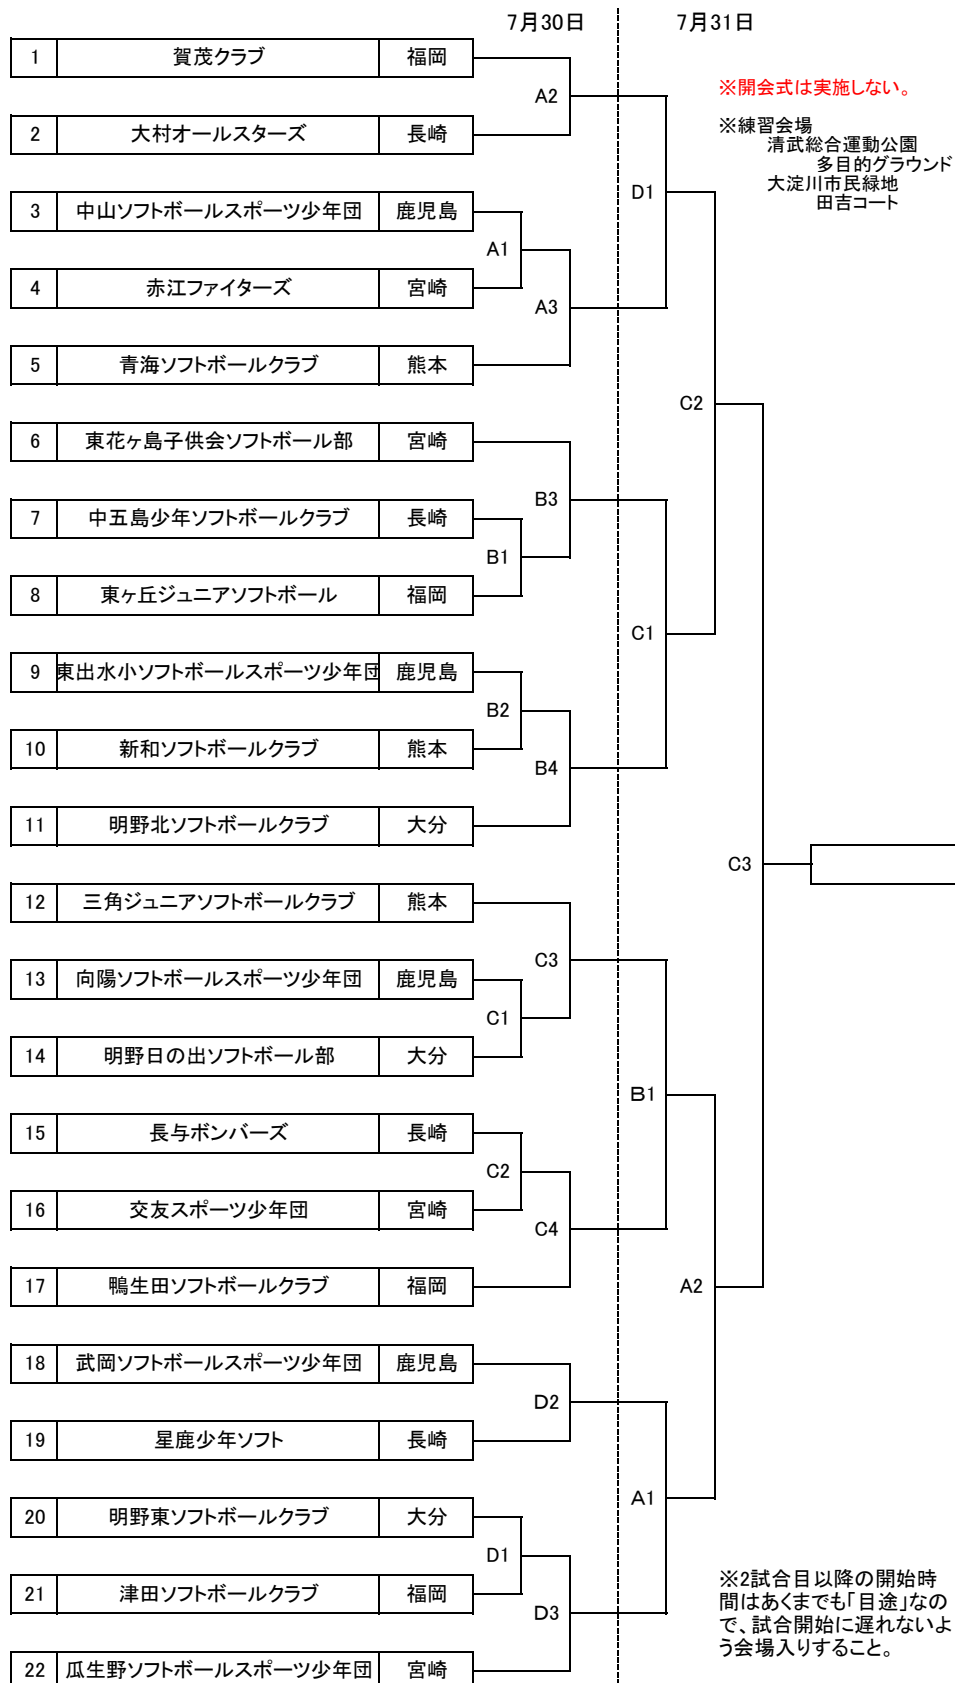 7月30日 7月31日
1 賀茂クラブ 福岡
A2
※開会式は実施しない。
2 大村オールスターズ 長崎
※練習会場
清武総合運動公園
多目的グラウンド
大淀川市民緑地
田吉コート
D1
3 中山ソフトボールスポーツ少年団 鹿児島
A1
4 赤江ファイターズ 宮崎
A3
5 青海ソフトボールクラブ 熊本
C2
6 東花ヶ島子供会ソフトボール部 宮崎
B3
7 中五島少年ソフトボールクラブ 長崎
B1
8 東ヶ丘ジュニアソフトボール 福岡
C1
9 東出水小ソフトボールスポーツ少年団 鹿児島
B2
10 新和ソフトボールクラブ 熊本
B4
11 明野北ソフトボールクラブ 大分
C3
12 三角ジュニアソフトボールクラブ 熊本
C3
13 向陽ソフトボールスポーツ少年団 鹿児島
C1
14 明野日の出ソフトボール部 大分
B1
15 長与ボンバーズ 長崎
C2
16 交友スポーツ少年団 宮崎
C4
17 鴨生田ソフトボールクラブ 福岡
A2
18 武岡ソフトボールスポーツ少年団 鹿児島
D2
19 星鹿少年ソフト 長崎
A1
20 明野東ソフトボールクラブ 大分
D1
21 津田ソフトボールクラブ 福岡
D3
22 瓜生野ソフトボールスポーツ少年団 宮崎
※2試合目以降の開始時
間はあくまでも「目途」なの
で、試合開始に遅れないよ
う会場入りすること。